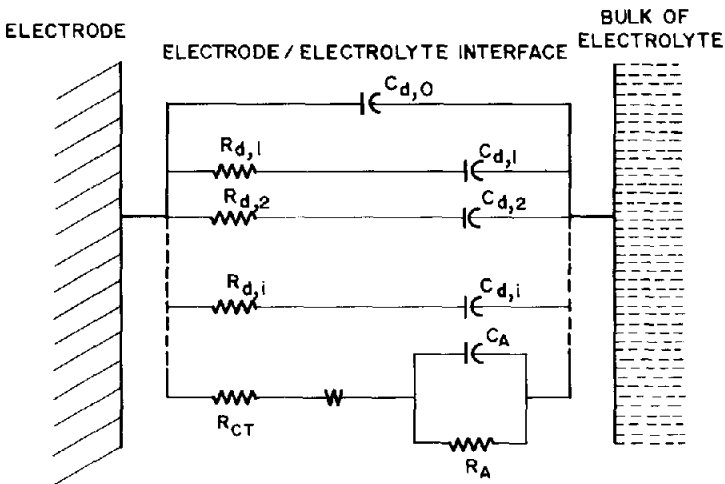 ELECTRODE
ELECTRODE / ELECTROLYTE INTERFACE
BULK OF
ELECTROLYTE
Cd,0
Rd,1
Cd,1
Rd,2
Cd,2
Rd,i
Cd,i
CA
RCT
W
RA